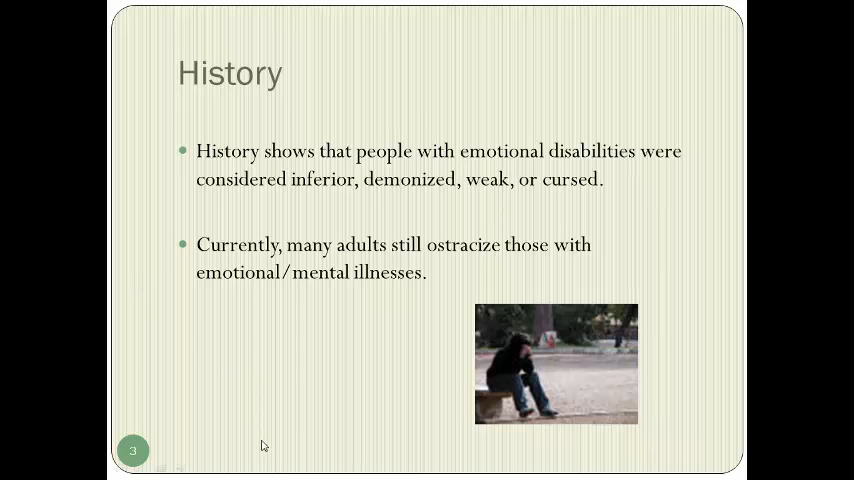 History
History shows that people with emotional disabilities were
considered inferior, demonized, weak, or cursed.
Currently, many adults still ostracize those with
emotional/mental illnesses.
3